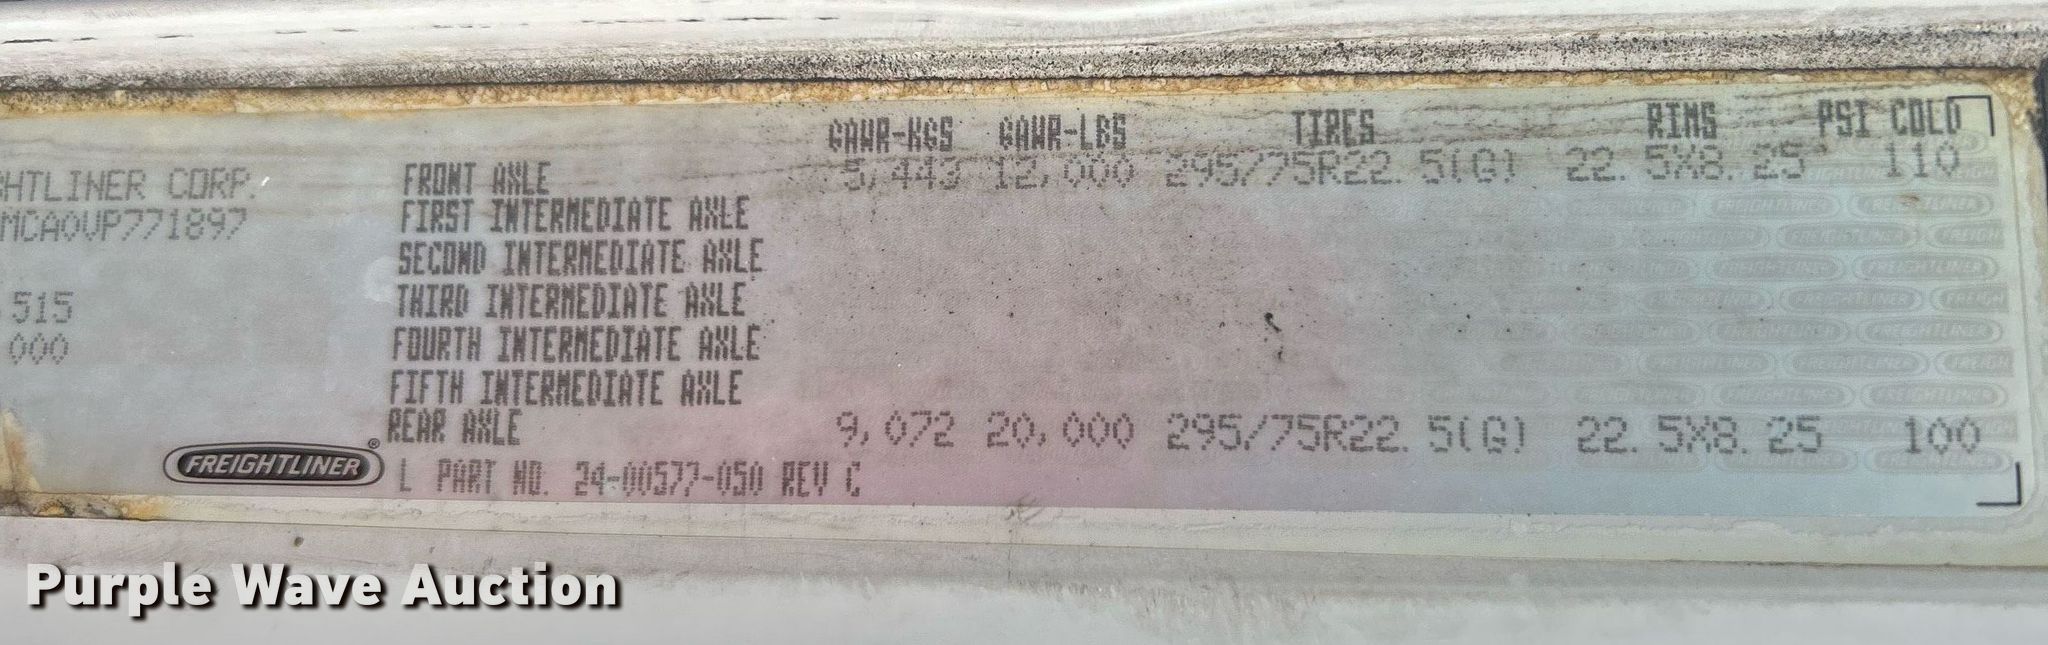 GAWR-KGS GAWR-LBS TIRES RIMS PSI COLD
GHTLINER CORP. FRONT AXLE 5,443 12,000 295/75R22.5(G) 22.5X8.25 110
MCA0VP771897 FIRST INTERMEDIATE AXLE
SECOND INTERMEDIATE AXLE
515 THIRD INTERMEDIATE AXLE
000 FOURTH INTERMEDIATE AXLE
FIFTH INTERMEDIATE AXLE
REAR AXLE 9,072 20,000 295/75R22.5(G) 22.5X8.25 100
FREIGHTLINER® L PART NO. 24-00577-050 REV C
Purple Wave Auction